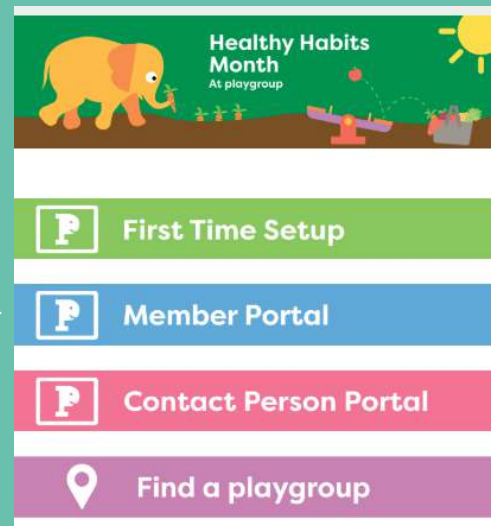 Healthy Habits
Month
At playgroup
P First Time Setup
P Member Portal
P Contact Person Portal
Find a playgroup